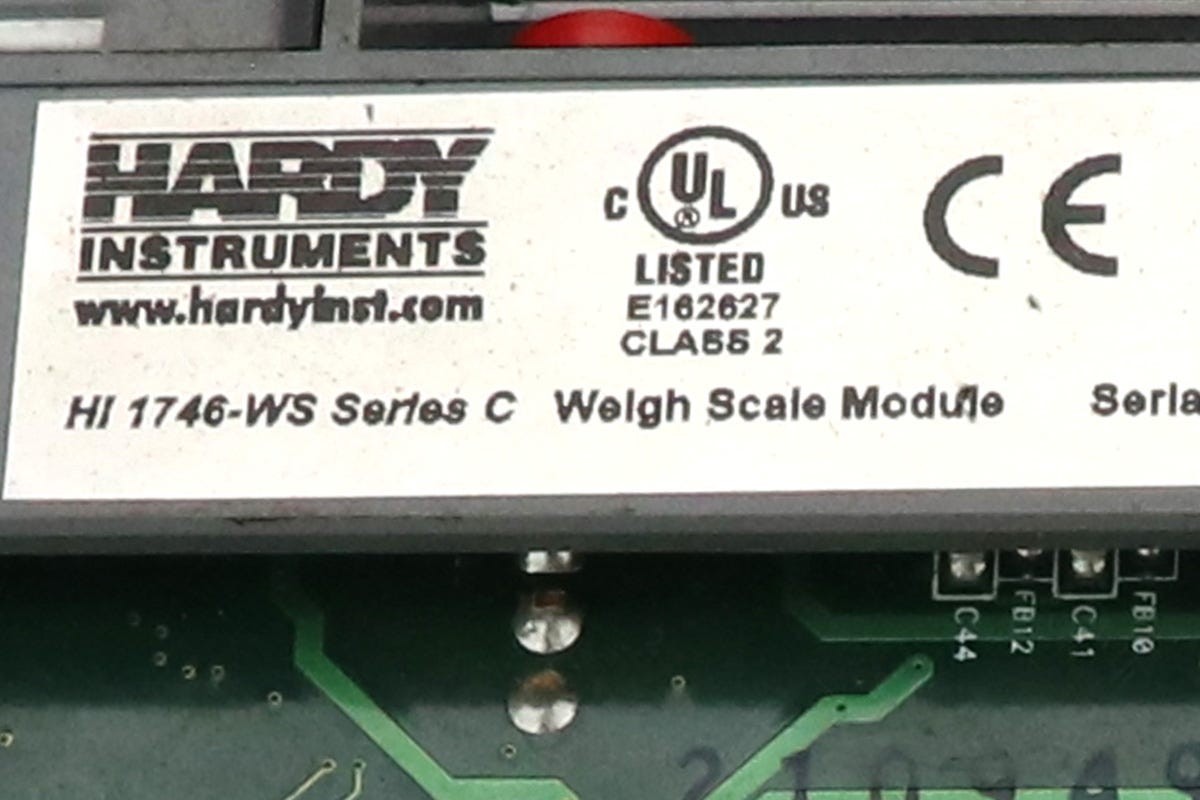 HARDY
INSTRUMENTS
www.hardyinst.com
C UL ® US
LISTED
E162627
CLASS 2
CE
HI 1746-WS Series C Weigh Scale Module
C44
FB12
C41
FB10